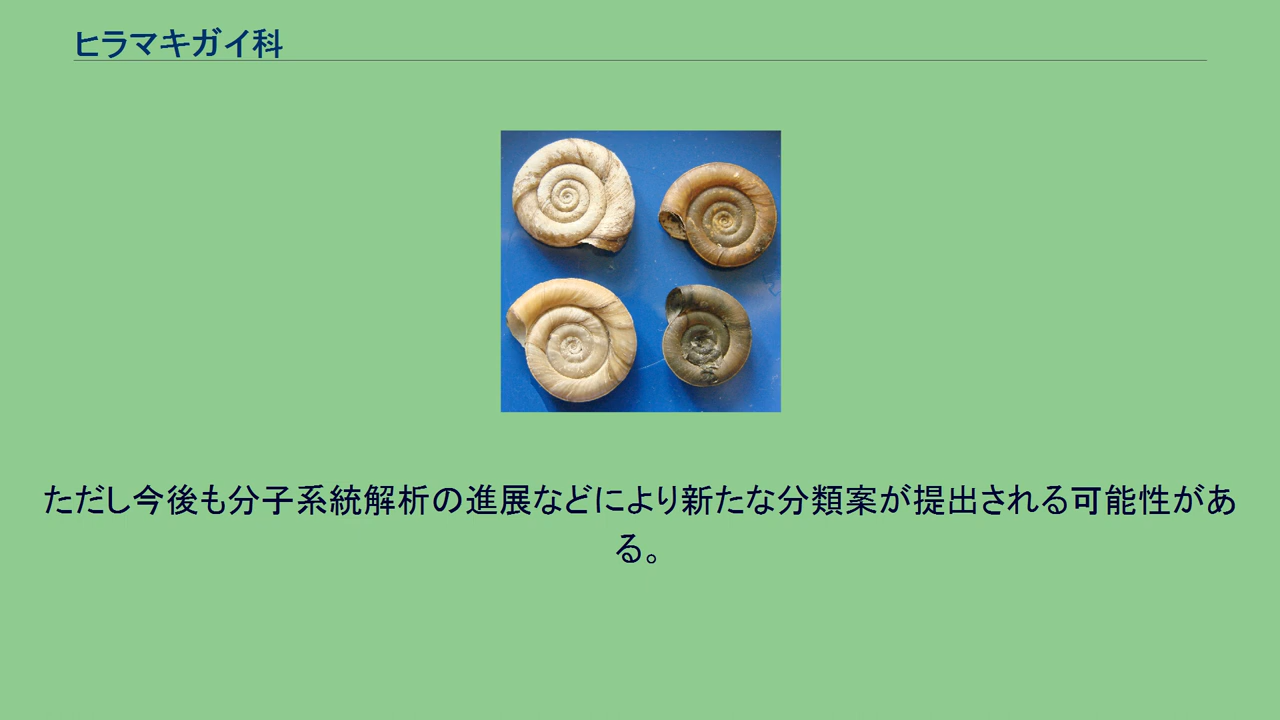 ヒラマキガイ科
ただし今後も分子系統解析の進展などにより新たな分類案が提出される可能性があ
る。